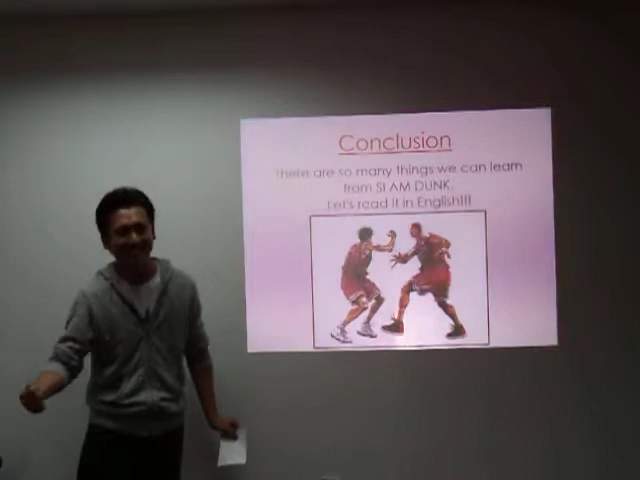 Conclusion
There are so many things we can learn
from SLAM DUNK.
Let's read it in English!!!